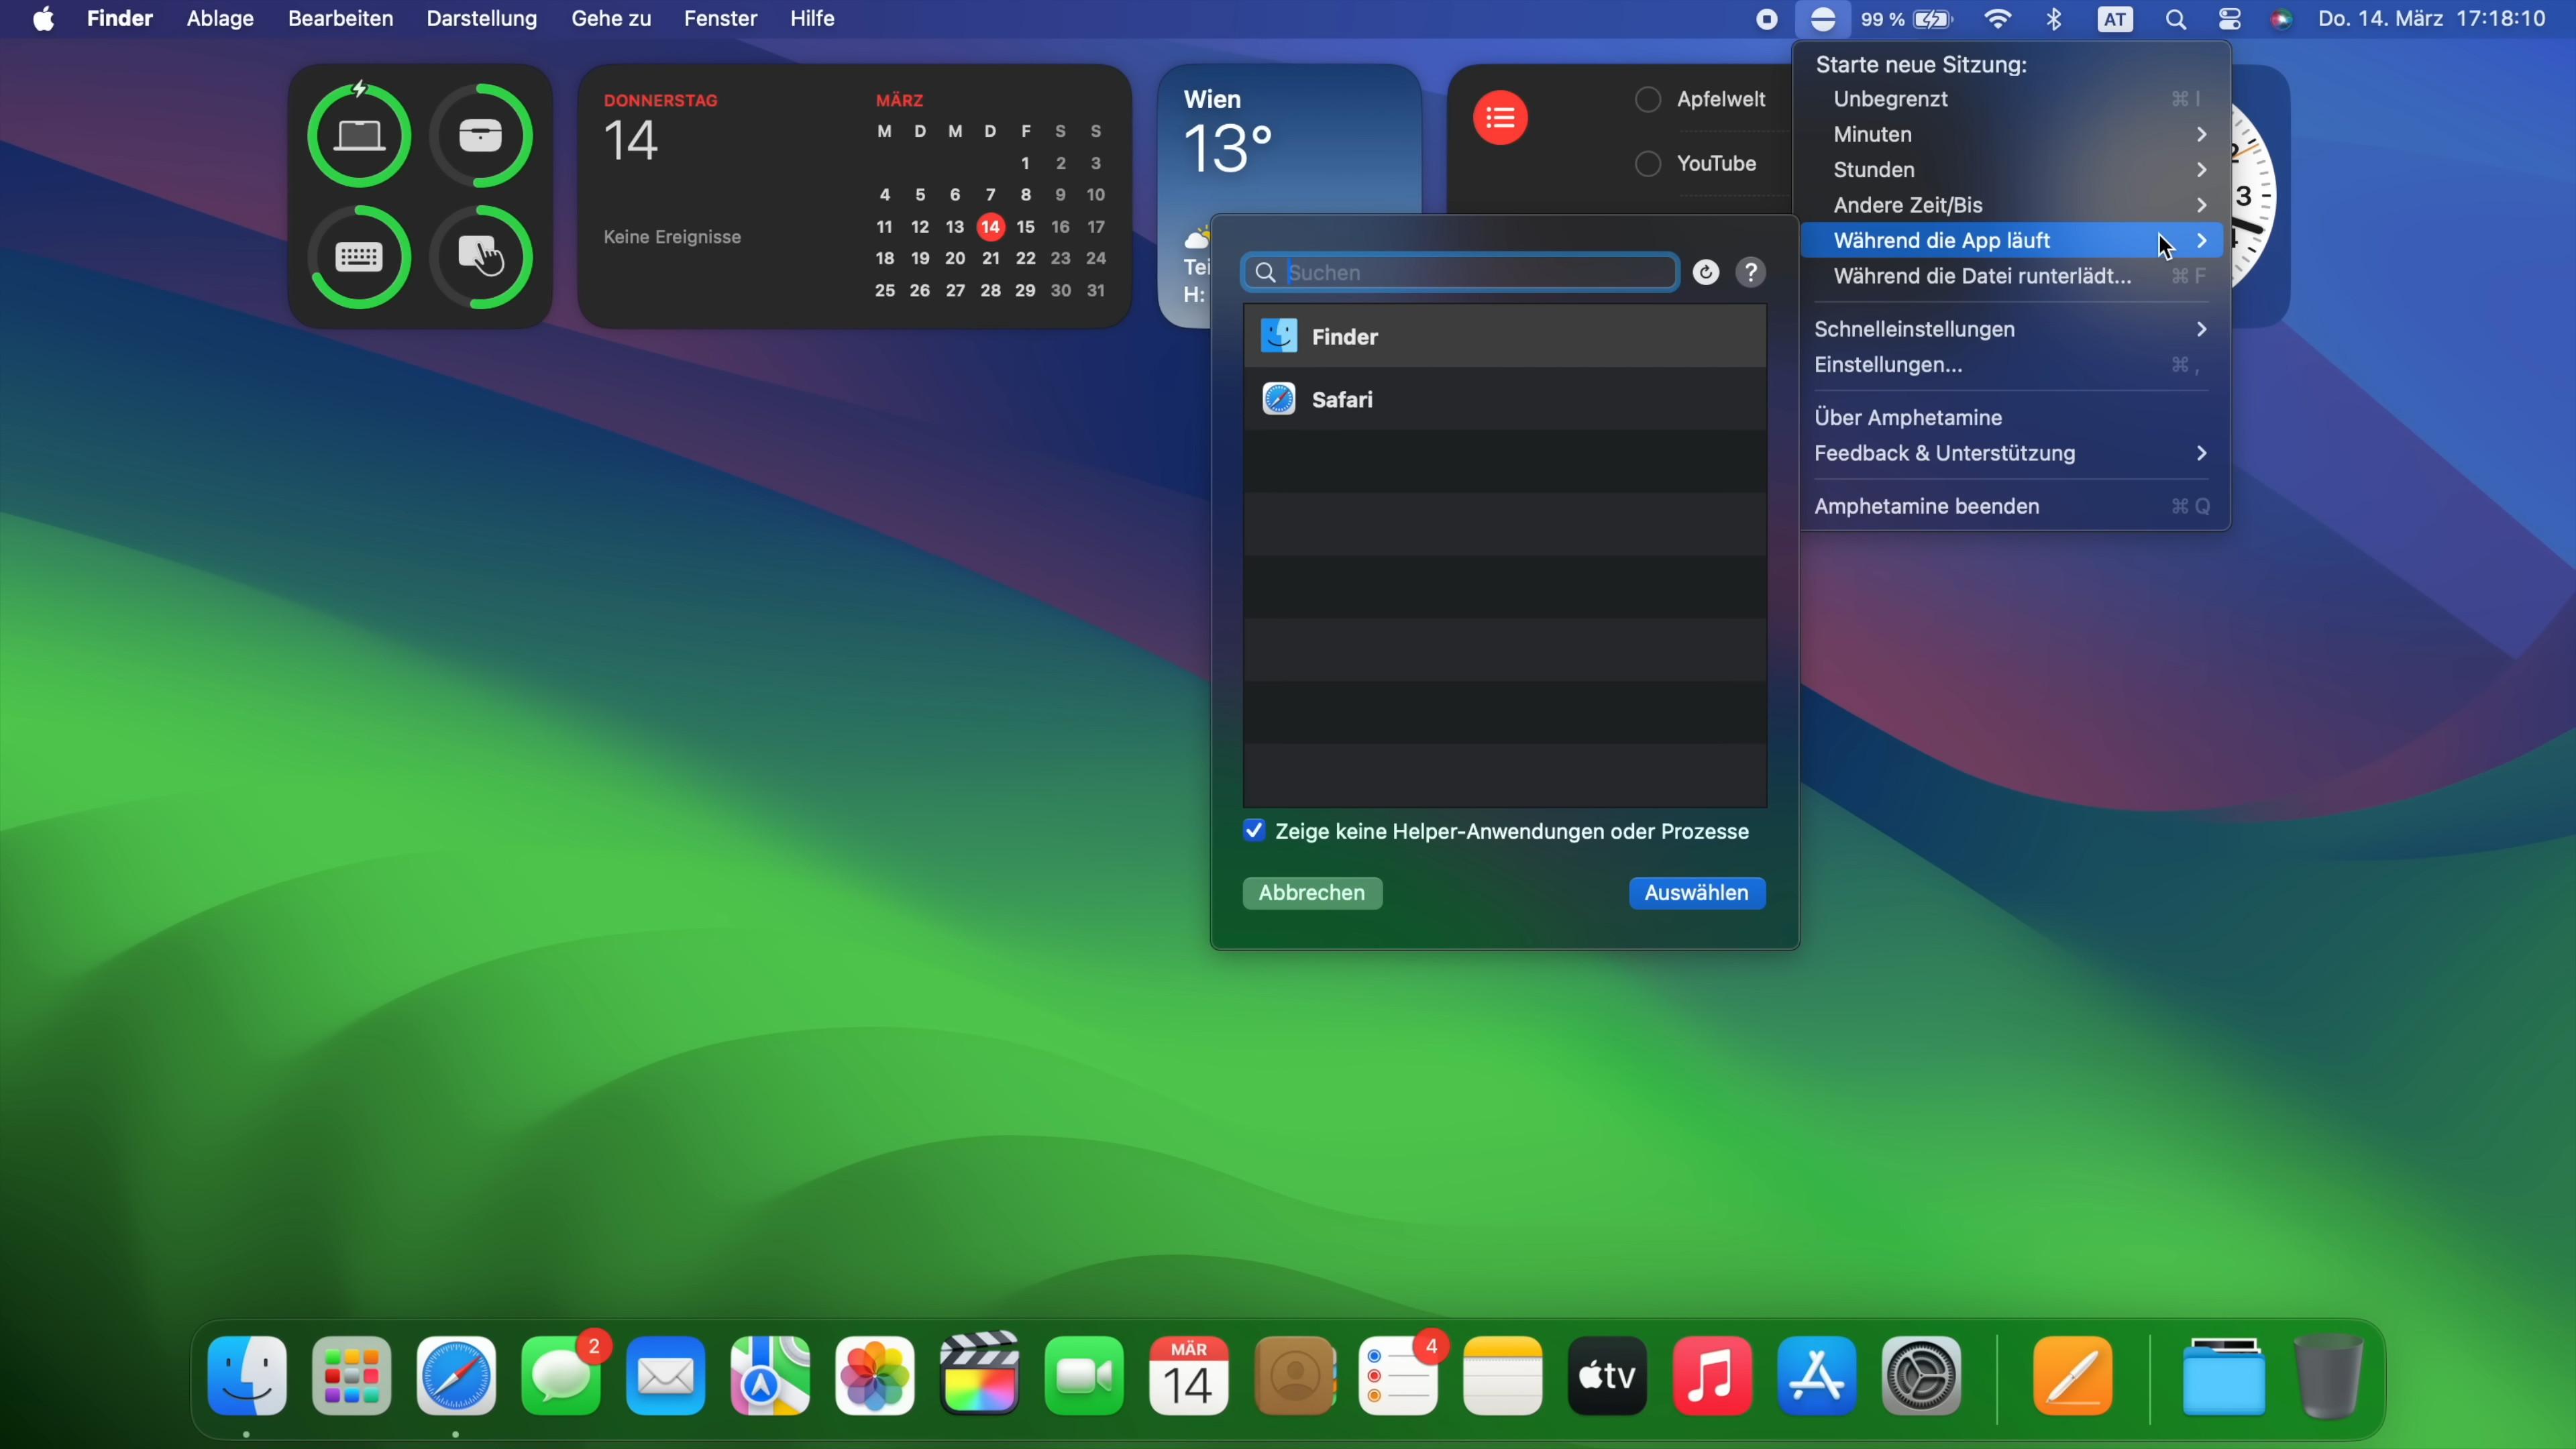 Finder Ablage Bearbeiten Darstellung Gehe zu Fenster Hilfe
99 % AT Do. 14. März 17:18:10
DONNERSTAG
14
Keine Ereignisse
MÄRZ
M D M D F S S
1 2 3
4 5 6 7 8 9 10
11 12 13 14 15 16 17
18 19 20 21 22 23 24
25 26 27 28 29 30 31
Wien
13°
H:
Apfelwelt
YouTube
3
Starte neue Sitzung:
Unbegrenzt ⌘ I
Minuten
Stunden
Andere Zeit/Bis
Während die App läuft
Während die Datei runterlädt... ⌘ F
Schnelleinstellungen
Einstellungen... ⌘ ,
Über Amphetamine
Feedback & Unterstützung
Amphetamine beenden ⌘ Q
Suchen
?
Finder
Safari
Zeige keine Helper-Anwendungen oder Prozesse
Abbrechen Auswählen
2
MÄR
14
4
tv